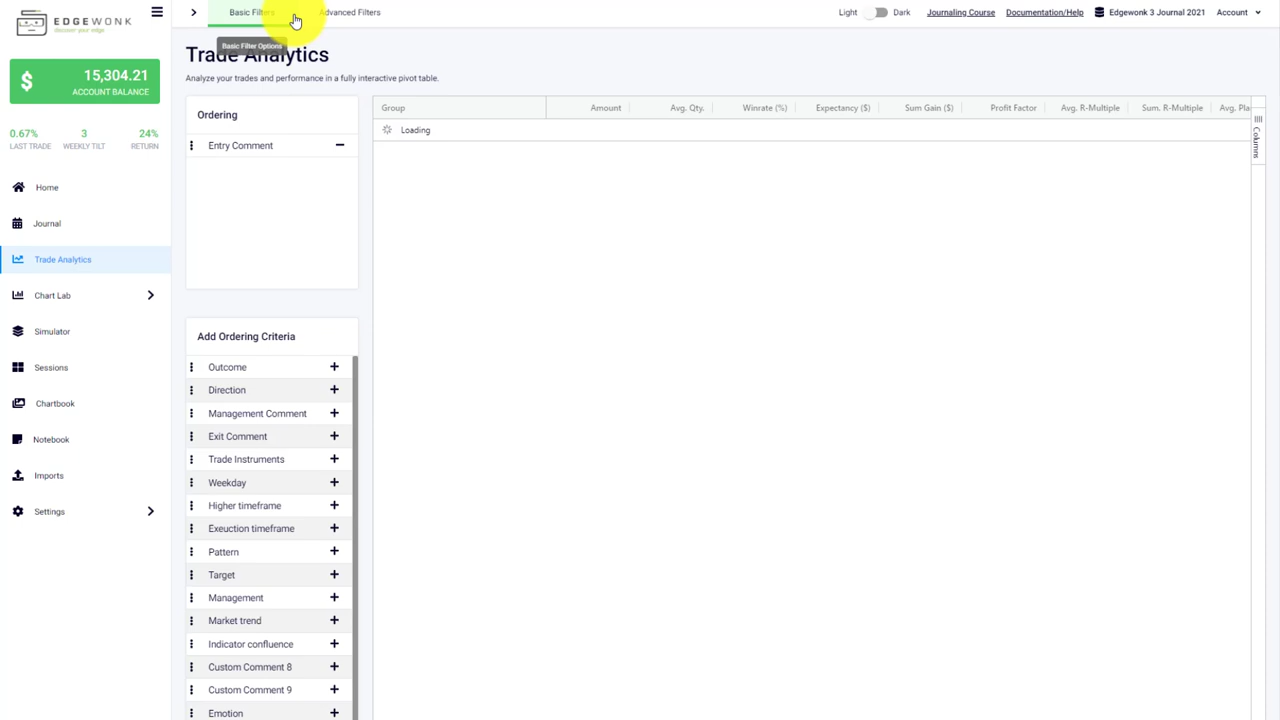 EDGEWONK
discover your edge
Basic Filters
Advanced Filters
Light
Dark
Journaling Course
Documentation/Help
Edgewonk 3 Journal 2021
Account
Basic Filter Options
Trade Analytics
Analyze your trades and performance in a fully interactive pivot table.
$ 15,304.21
ACCOUNT BALANCE
0.67% 3 24%
LAST TRADE WEEKLY TILT RETURN
Home
Journal
Trade Analytics
Chart Lab
Simulator
Sessions
Chartbook
Notebook
Imports
Settings
Ordering
Entry Comment
Add Ordering Criteria
Outcome
Direction
Management Comment
Exit Comment
Trade Instruments
Weekday
Higher timeframe
Exeuction timeframe
Pattern
Target
Management
Market trend
Indicator confluence
Custom Comment 8
Custom Comment 9
Emotion
Group Amount Avg. Qty. Winrate (%) Expectancy ($) Sum Gain ($) Profit Factor Avg. R-Multiple Sum. R-Multiple Avg. Pla
Loading
Columns